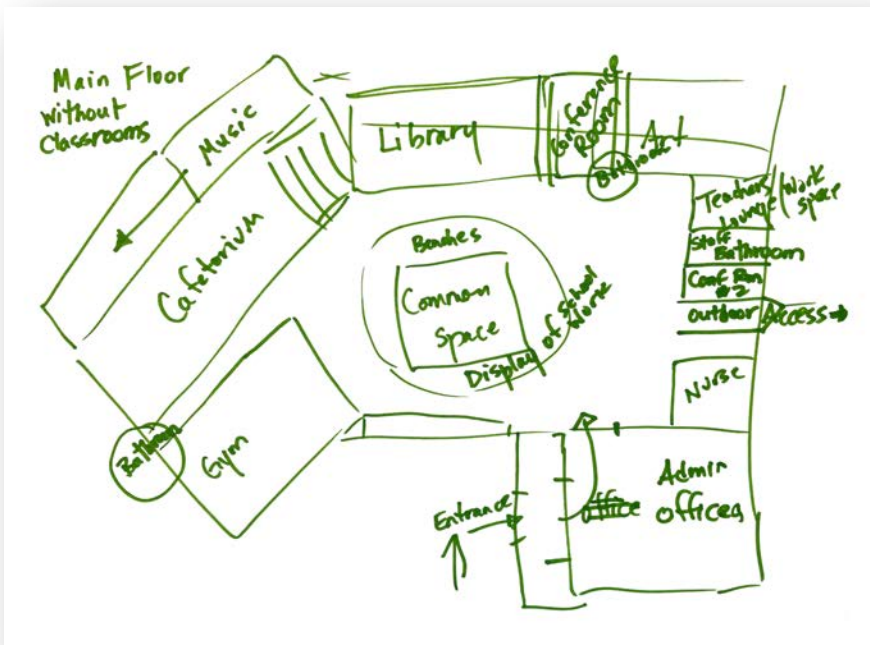 Main Floor
without
Classrooms
Music
Cafetorium
Library
Conference
Room
Art
Bathroom
Teachers
Lounge/Work
space
Staff
Bathroom
Conf Rm
#2
outdoor Access
Nurse
Benches
Common
Space
Display of School Work
Gym
Bathroom
Entrance
office
Admin
offices